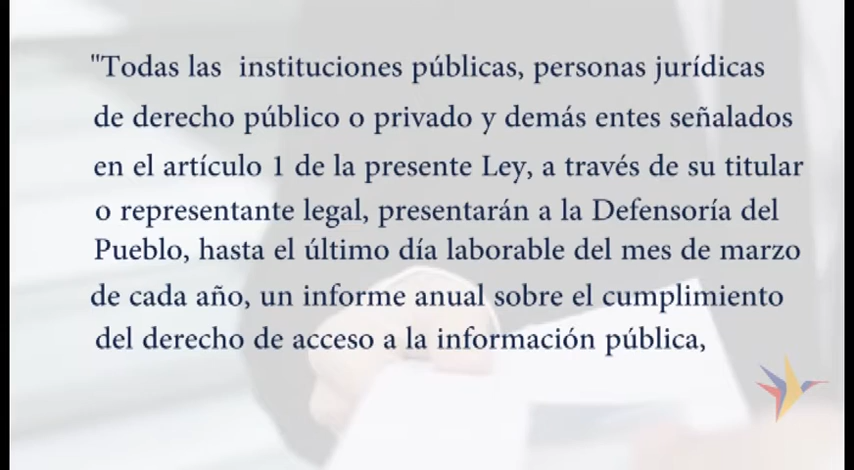 "Todas las  instituciones públicas, personas jurídicas
de derecho público o privado y demás entes señalados
en el artículo 1 de la presente Ley, a través de su titular
o representante legal, presentarán a la Defensoría del
Pueblo, hasta el último día laborable del mes de marzo
de cada año, un informe anual sobre el cumplimiento
del derecho de acceso a la información pública,